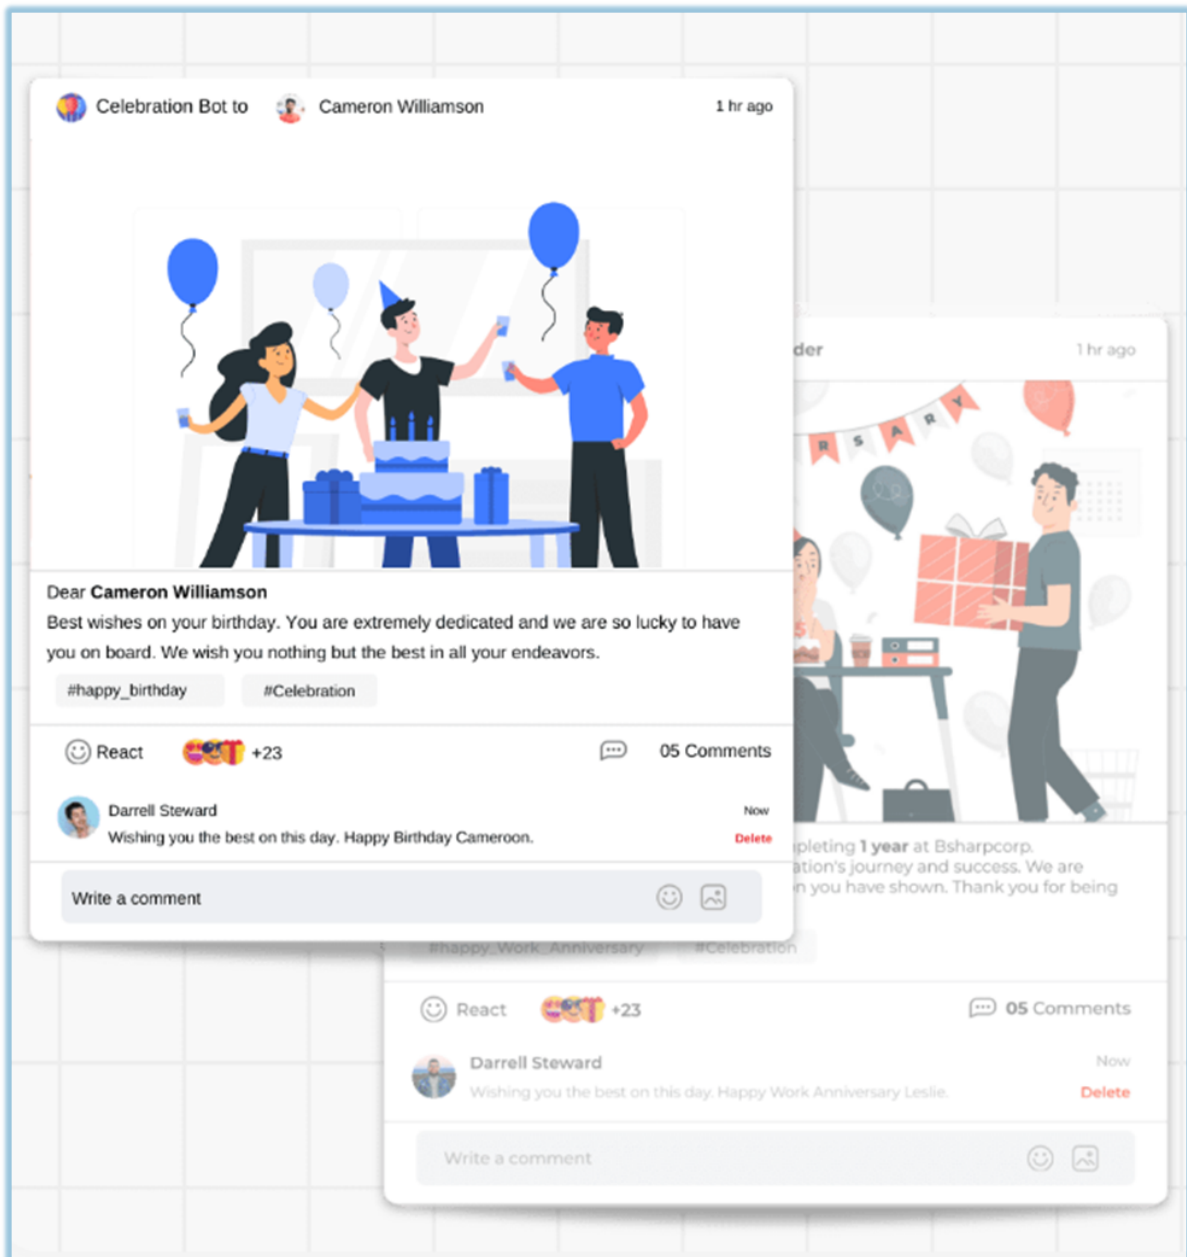 Celebration Bot to Cameron Williamson 1 hr ago
Dear Cameron Williamson
Best wishes on your birthday. You are extremely dedicated and we are so lucky to have
you on board. We wish you nothing but the best in all your endeavors.
#happy_birthday #Celebration
React +23 05 Comments
Darrell Steward Now
Wishing you the best on this day. Happy Birthday Cameroon. Delete
Write a comment
der 1 hr ago
R S A R Y
pleting 1 year at Bsharpcorp.
ation's journey and success. We are
n you have shown. Thank you for being
#happy_Work_Anniversary #Celebration
React +23 05 Comments
Darrell Steward Now
Wishing you the best on this day. Happy Work Anniversary Leslie. Delete
Write a comment